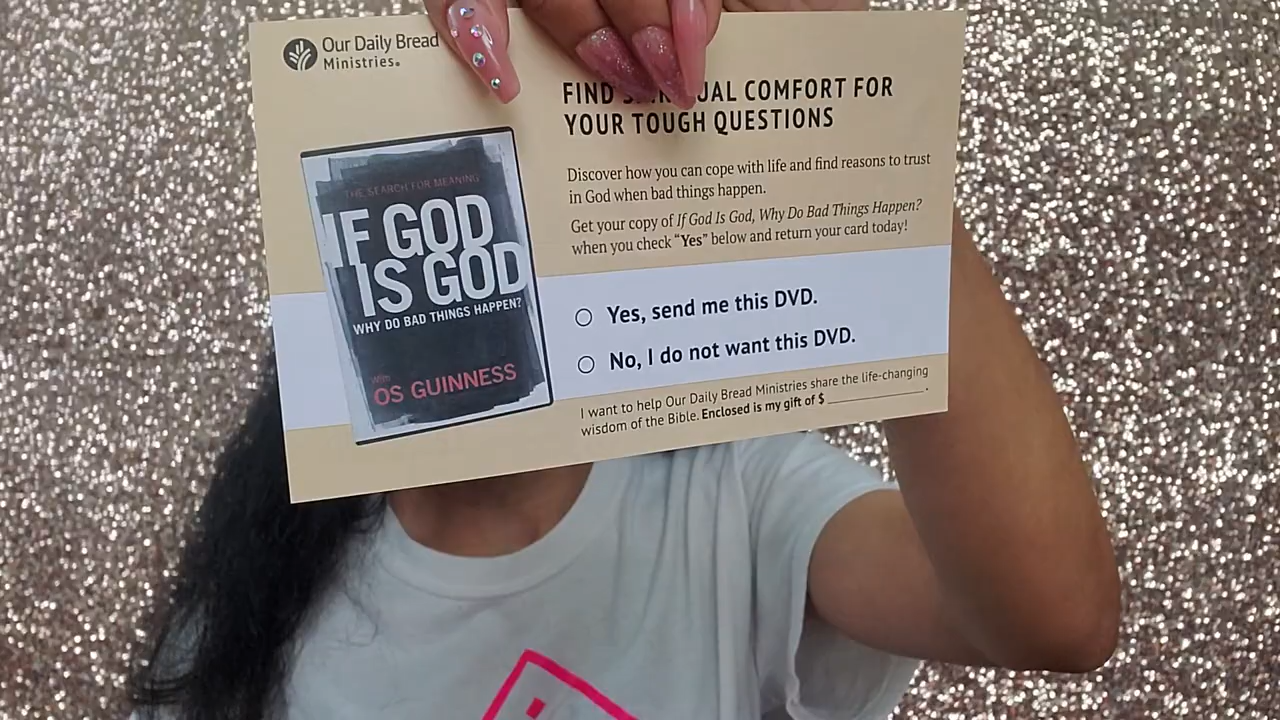 Our Daily Bread
Ministries®
FIND COMFORT FOR
YOUR TOUGH QUESTIONS
Discover how you can cope with life and find reasons to trust
in God when bad things happen.
Get your copy of If God Is God, Why Do Bad Things Happen?
when you check “Yes” below and return your card today!
Yes, send me this DVD.
No, I do not want this DVD.
I want to help Our Daily Bread Ministries share the life-changing
wisdom of the Bible. Enclosed is my gift of $ ______________.
THE SEARCH FOR MEANING
IF GOD
IS GOD
WHY DO BAD THINGS HAPPEN?
With
OS GUINNESS